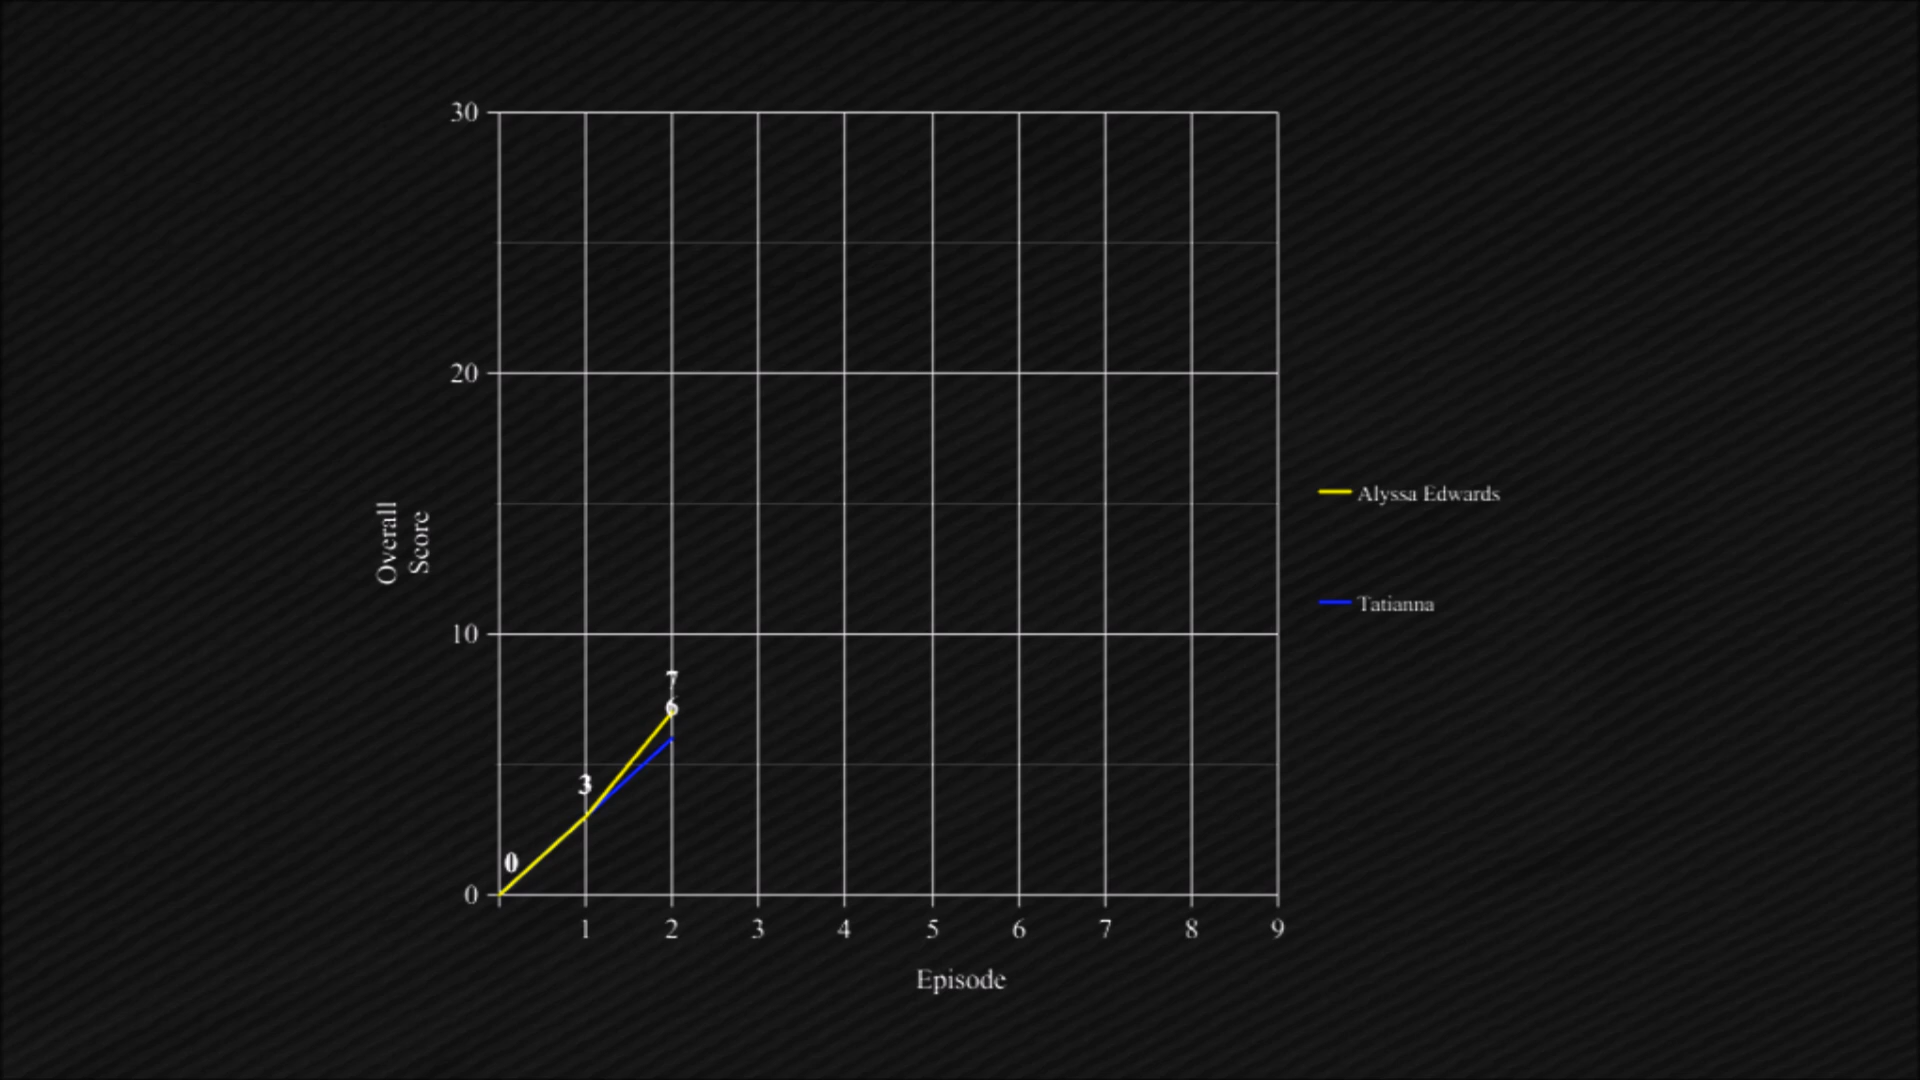 30
20
10
0
Overall
Score
7
6
3
0
1 2 3 4 5 6 7 8 9
Episode
Alyssa Edwards
Tatianna